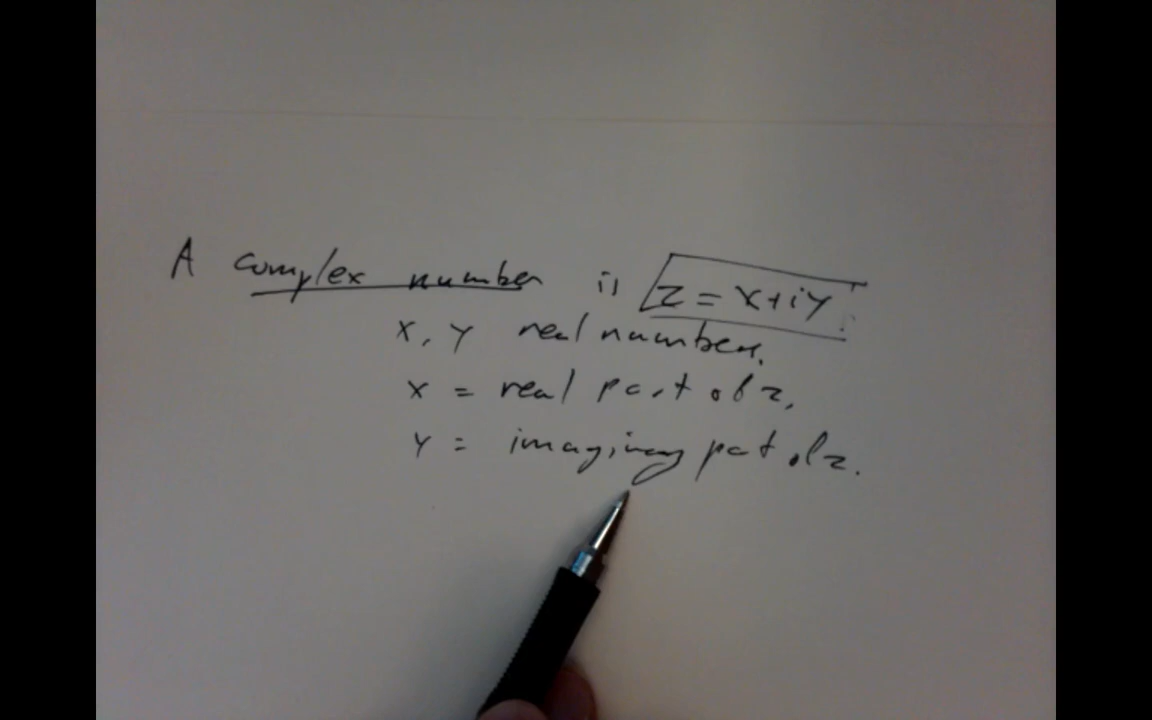 A complex number is z = x+iy
x, y real numbers.
x = real part of z,
y = imaginary part of z.